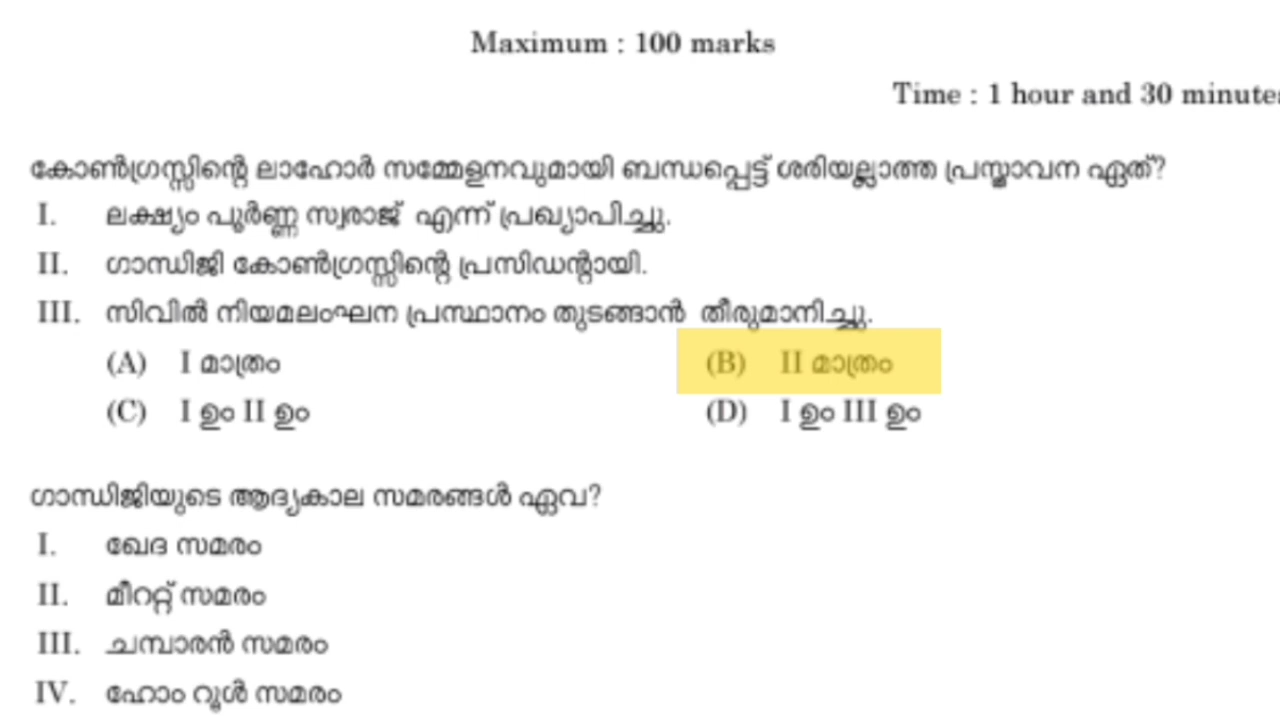 Maximum : 100 marks
Time : 1 hour and 30 minutes
കോൺഗ്രസ്സിന്റെ ലാഹോർ സമ്മേളനവുമായി ബന്ധപ്പെട്ട് ശരിയല്ലാത്ത പ്രസ്താവന ഏത്?
I. ലക്ഷ്യം പൂർണ്ണ സ്വരാജ് എന്ന് പ്രഖ്യാപിച്ചു.
II. ഗാന്ധിജി കോൺഗ്രസ്സിന്റെ പ്രസിഡന്റായി.
III. സിവിൽ നിയമലംഘന പ്രസ്ഥാനം തുടങ്ങാൻ തീരുമാനിച്ചു.
(A) I മാത്രം (B) II മാത്രം
(C) I ഉം II ഉം (D) I ഉം III ഉം
ഗാന്ധിജിയുടെ ആദ്യകാല സമരങ്ങൾ ഏവ?
I. ഖേദ സമരം
II. മീററ്റ് സമരം
III. ചമ്പാരൻ സമരം
IV. ഹോം റൂൾ സമരം